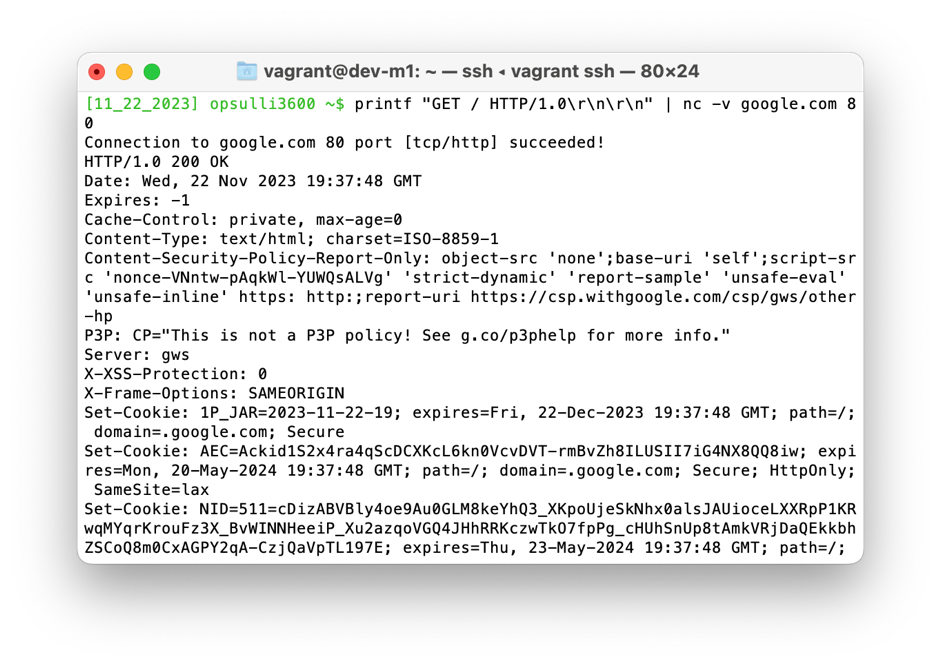 vagrant@dev-m1: ~ — ssh ◂ vagrant ssh — 80×24
[11_22_2023] opsulli3600 ~$ printf "GET / HTTP/1.0\r\n\r\n" | nc -v google.com 8
0
Connection to google.com 80 port [tcp/http] succeeded!
HTTP/1.0 200 OK
Date: Wed, 22 Nov 2023 19:37:48 GMT
Expires: -1
Cache-Control: private, max-age=0
Content-Type: text/html; charset=ISO-8859-1
Content-Security-Policy-Report-Only: object-src 'none';base-uri 'self';script-sr
c 'nonce-VNntw-pAqkWl-YUWQsALVg' 'strict-dynamic' 'report-sample' 'unsafe-eval'
'unsafe-inline' https: http:;report-uri https://csp.withgoogle.com/csp/gws/other
-hp
P3P: CP="This is not a P3P policy! See g.co/p3phelp for more info."
Server: gws
X-XSS-Protection: 0
X-Frame-Options: SAMEORIGIN
Set-Cookie: 1P_JAR=2023-11-22-19; expires=Fri, 22-Dec-2023 19:37:48 GMT; path=/;
 domain=.google.com; Secure
Set-Cookie: AEC=Ackid1S2x4ra4qScDCXKcL6kn0VcvDVT-rmBvZh8ILUSII7iG4NX8QQ8iw; expi
res=Mon, 20-May-2024 19:37:48 GMT; path=/; domain=.google.com; Secure; HttpOnly;
 SameSite=lax
Set-Cookie: NID=511=cDizABVBly4oe9Au0GLM8keYhQ3_XKpoUjeSkNhx0alsJAUioceLXXRpP1KR
wqMYqrKrouFz3X_BvWINNHeeiP_Xu2azqoVGQ4JHhRRKczwTkO7fpPg_cHUhSnUp8tAmkVRjDaQEkkbh
ZSCoQ8m0CxAGPY2qA-CzjQaVpTL197E; expires=Thu, 23-May-2024 19:37:48 GMT; path=/;